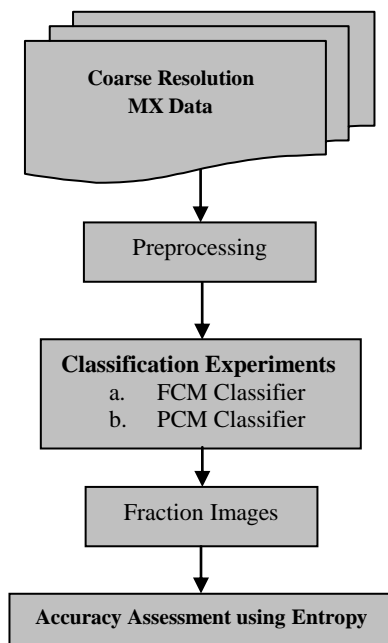 Coarse Resolution
MX Data
Preprocessing
Classification Experiments
a. FCM Classifier
b. PCM Classifier
Fraction Images
Accuracy Assessment using Entropy